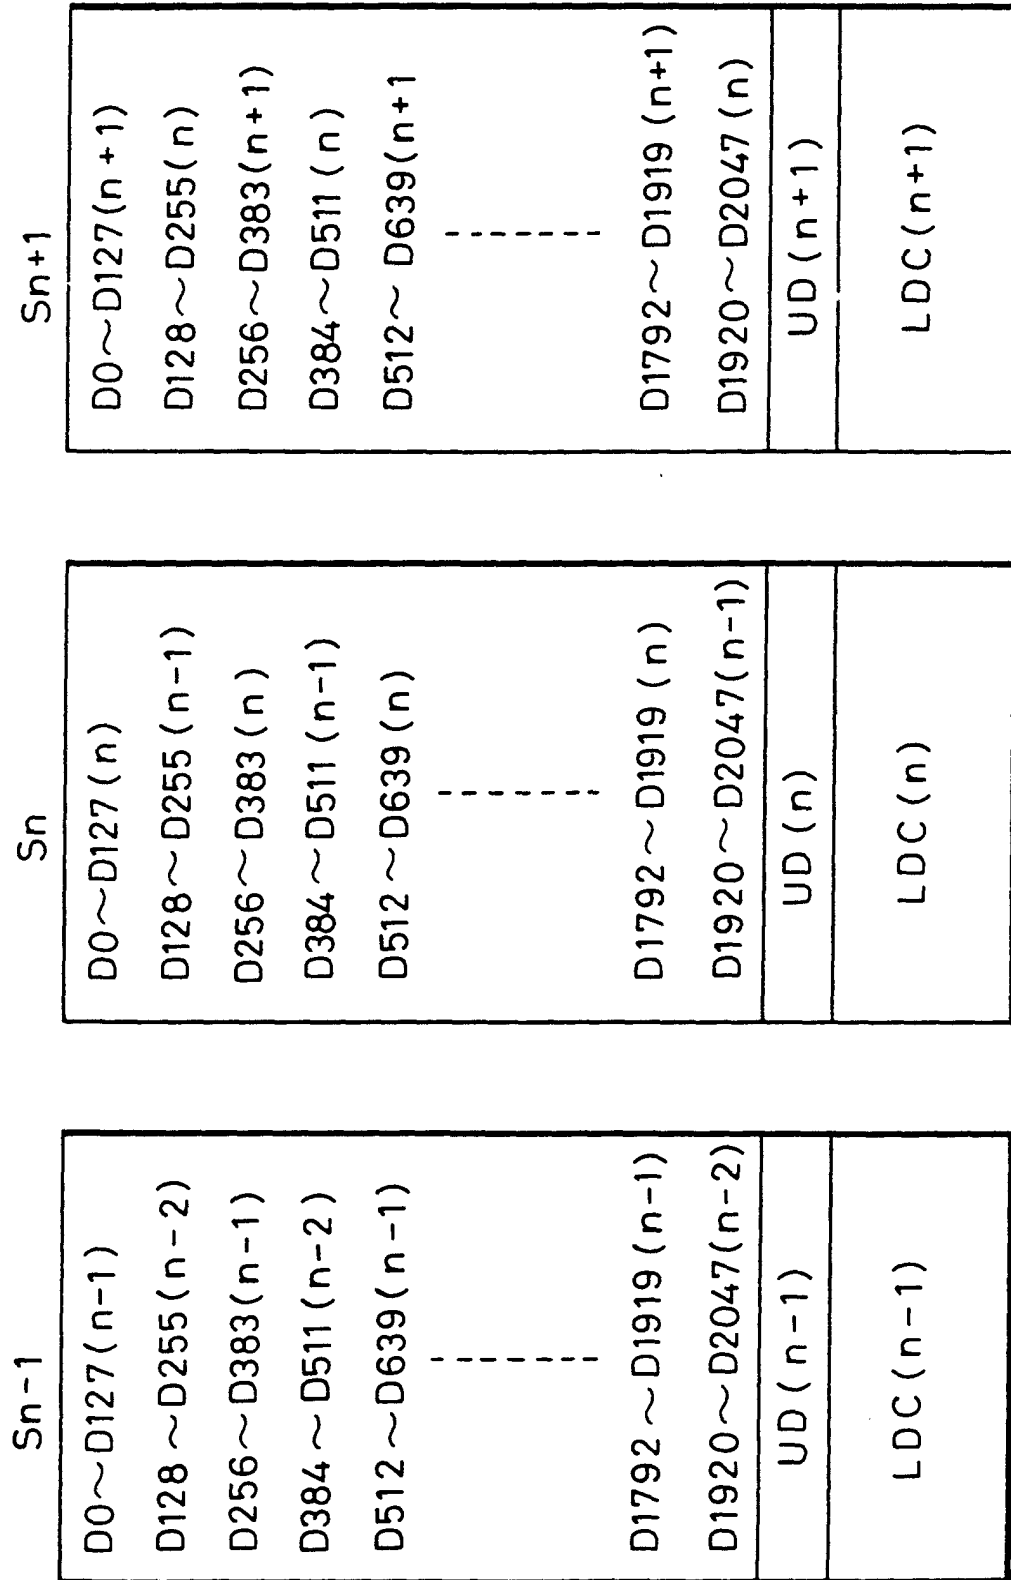 Sn-1
D0~D127(n-1)
D128~D255(n-2)
D256~D383(n-1)
D384~D511(n-2)
D512~D639(n-1)
D1792~D1919(n-1)
D1920~D2047(n-2)
UD(n-1)
LDC(n-1)
Sn
D0~D127(n)
D128~D255(n-1)
D256~D383(n)
D384~D511(n-1)
D512~D639(n)
D1792~D1919(n)
D1920~D2047(n-1)
UD(n)
LDC(n)
Sn+1
D0~D127(n+1)
D128~D255(n)
D256~D383(n+1)
D384~D511(n)
D512~D639(n+1
D1792~D1919(n+1)
D1920~D2047(n)
UD(n+1)
LDC(n+1)